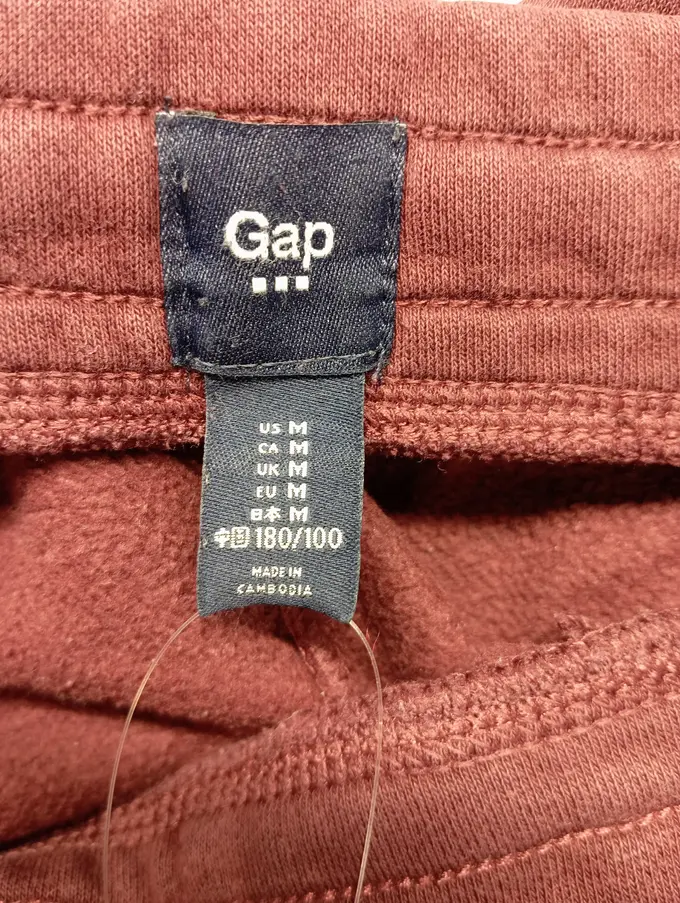 Gap
US M
CA M
UK M
EU M
日本 M
中国 180/100
MADE IN
CAMBODIA